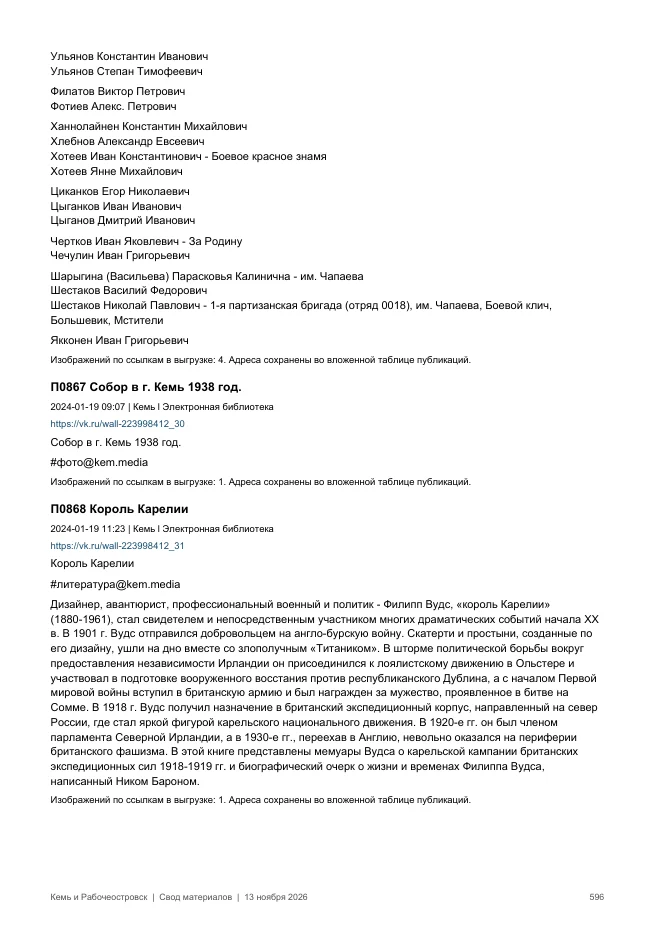 Ульянов Константин Иванович
Ульянов Степан Тимофеевич
Филатов Виктор Петрович
Фотиев Алекс. Петрович
Ханнолайнен Константин Михайлович
Хлебнов Александр Евсеевич
Хотеев Иван Константинович - Боевое красное знамя
Хотеев Янне Михайлович
Циканков Егор Николаевич
Цыганков Иван Иванович
Цыганов Дмитрий Иванович
Чертков Иван Яковлевич - За Родину
Чечулин Иван Григорьевич
Шарыгина (Васильева) Парасковья Калинична - им. Чапаева
Шестаков Василий Федорович
Шестаков Николай Павлович - 1-я партизанская бригада (отряд 0018), им. Чапаева, Боевой клич,
Большевик, Мстители
Якконен Иван Григорьевич
Изображений по ссылкам в выгрузке: 4. Адреса сохранены во вложенной таблице публикаций.
П0867 Собор в г. Кемь 1938 год.
2024-01-19 09:07 | Кемь I Электронная библиотека
https://vk.ru/wall-223998412_30
Собор в г. Кемь 1938 год.
#фото@kem.media
Изображений по ссылкам в выгрузке: 1. Адреса сохранены во вложенной таблице публикаций.
П0868 Король Карелии
2024-01-19 11:23 | Кемь I Электронная библиотека
https://vk.ru/wall-223998412_31
Король Карелии
#литература@kem.media
Дизайнер, авантюрист, профессиональный военный и политик - Филипп Вудс, «король Карелии»
(1880-1961), стал свидетелем и непосредственным участником многих драматических событий начала XX
в. В 1901 г. Вудс отправился добровольцем на англо-бурскую войну. Скатерти и простыни, созданные по
его дизайну, ушли на дно вместе со злополучным «Титаником». В шторме политической борьбы вокруг
предоставления независимости Ирландии он присоединился к лоялистскому движению в Ольстере и
участвовал в подготовке вооруженного восстания против республиканского Дублина, а с началом Первой
мировой войны вступил в британскую армию и был награжден за мужество, проявленное в битве на
Сомме. В 1918 г. Вудс получил назначение в британский экспедиционный корпус, направленный на север
России, где стал яркой фигурой карельского национального движения. В 1920-е гг. он был членом
парламента Северной Ирландии, а в 1930-е гг., переехав в Англию, невольно оказался на периферии
британского фашизма. В этой книге представлены мемуары Вудса о карельской кампании британских
экспедиционных сил 1918-1919 гг. и биографический очерк о жизни и временах Филиппа Вудса,
написанный Ником Бароном.
Изображений по ссылкам в выгрузке: 1. Адреса сохранены во вложенной таблице публикаций.
Кемь и Рабочеостровск | Свод материалов | 13 ноября 2026
596